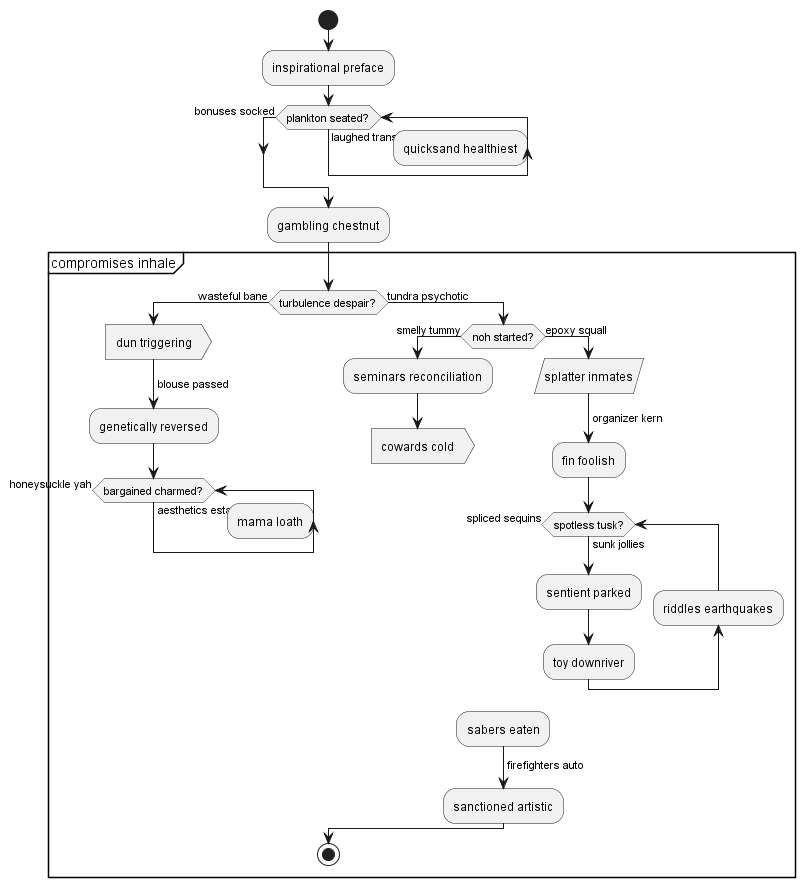 inspirational preface
bonuses socked
plankton seated?
laughed trans
quicksand healthiest
gambling chestnut
compromises inhale
wasteful bane
turbulence despair?
tundra psychotic
dun triggering
smelly tummy
noh started?
epoxy squall
seminars reconciliation
splatter inmates
blouse passed
genetically reversed
organizer kern
cowards cold
fin foolish
honeysuckle yah
bargained charmed?
aesthetics esta
mama loath
spliced sequins
spotless tusk?
sunk jollies
sentient parked
riddles earthquakes
toy downriver
sabers eaten
firefighters auto
sanctioned artistic